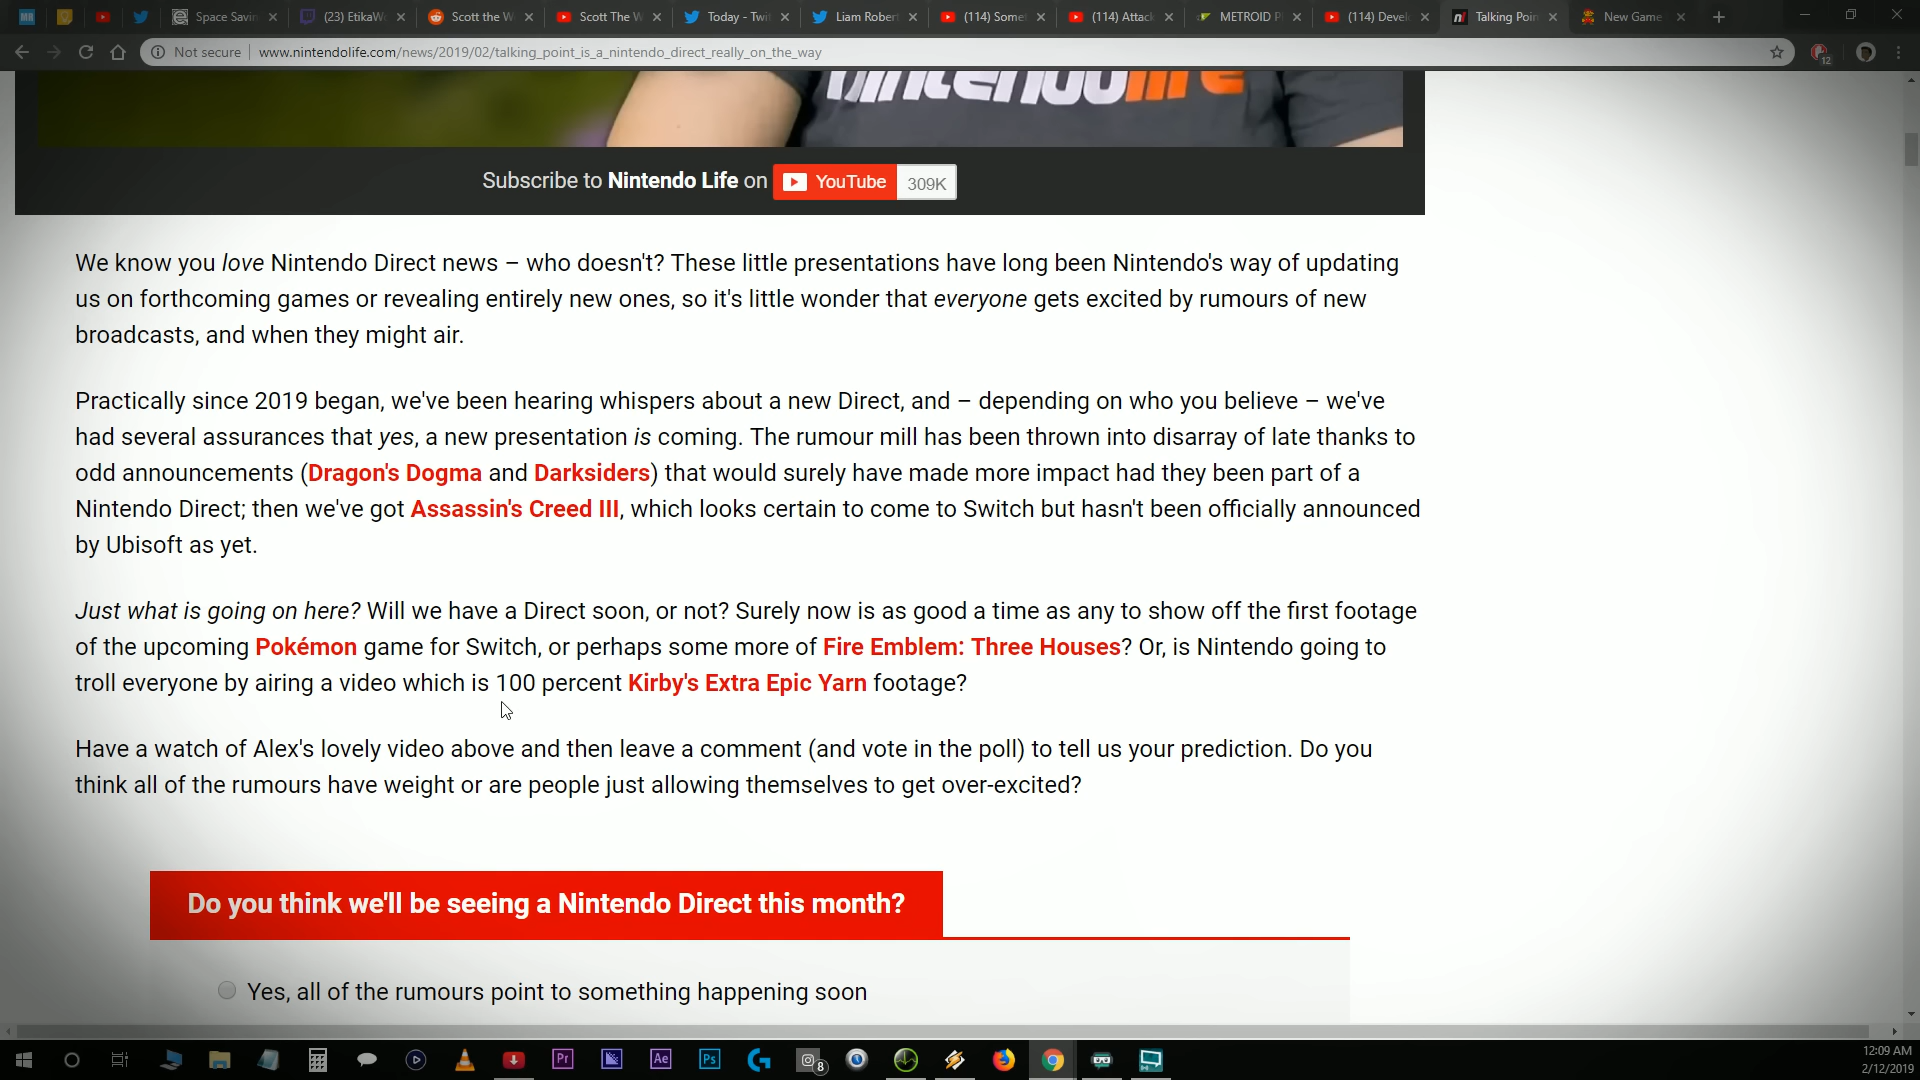 Space Savin
(23) EtikaW
Scott the W
Scott The W
Today - Twi
Liam Rober
(114) Some
(114) Attac
METROID P
(114) Devel
Talking Poin
New Game
Not secure | www.nintendolife.com/news/2019/02/talking_point_is_a_nintendo_direct_really_on_the_way
12
nintendolife
Subscribe to Nintendo Life on YouTube 309K
We know you love Nintendo Direct news – who doesn't? These little presentations have long been Nintendo's way of updating
us on forthcoming games or revealing entirely new ones, so it's little wonder that everyone gets excited by rumours of new
broadcasts, and when they might air.
Practically since 2019 began, we've been hearing whispers about a new Direct, and – depending on who you believe – we've
had several assurances that yes, a new presentation is coming. The rumour mill has been thrown into disarray of late thanks to
odd announcements (Dragon's Dogma and Darksiders) that would surely have made more impact had they been part of a
Nintendo Direct; then we've got Assassin's Creed III, which looks certain to come to Switch but hasn't been officially announced
by Ubisoft as yet.
Just what is going on here? Will we have a Direct soon, or not? Surely now is as good a time as any to show off the first footage
of the upcoming Pokémon game for Switch, or perhaps some more of Fire Emblem: Three Houses? Or, is Nintendo going to
troll everyone by airing a video which is 100 percent Kirby's Extra Epic Yarn footage?
Have a watch of Alex's lovely video above and then leave a comment (and vote in the poll) to tell us your prediction. Do you
think all of the rumours have weight or are people just allowing themselves to get over-excited?
Do you think we'll be seeing a Nintendo Direct this month?
Yes, all of the rumours point to something happening soon
Pr
Ae
Ps
8
12:09 AM
2/12/2019